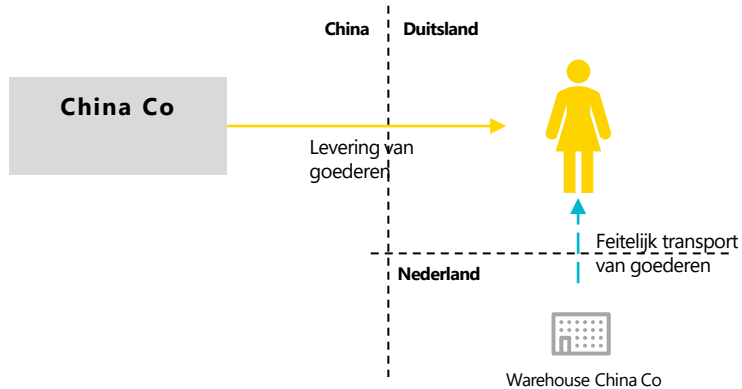 China
Duitsland
China Co
Levering van
goederen
Feitelijk transport
van goederen
Nederland
Warehouse China Co